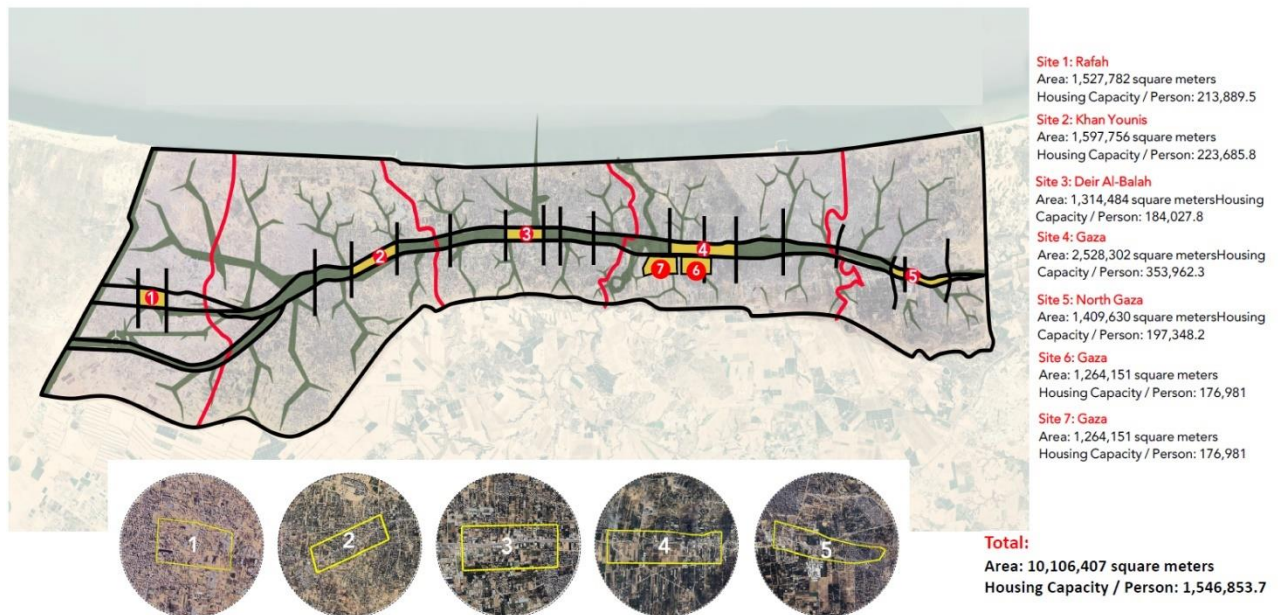 Site 1: Rafah
Area: 1,527,782 square meters
Housing Capacity / Person: 213,889.5
Site 2: Khan Younis
Area: 1,597,756 square meters
Housing Capacity / Person: 223,685.8
Site 3: Deir Al-Balah
Area: 1,314,484 square metersHousing
Capacity / Person: 184,027.8
Site 4: Gaza
Area: 2,528,302 square metersHousing
Capacity / Person: 353,962.3
Site 5: North Gaza
Area: 1,409,630 square metersHousing
Capacity / Person: 197,348.2
Site 6: Gaza
Area: 1,264,151 square meters
Housing Capacity / Person: 176,981
Site 7: Gaza
Area: 1,264,151 square meters
Housing Capacity / Person: 176,981
1
2
3
4
7
6
5
1
2
3
4
5
Total:
Area: 10,106,407 square meters
Housing Capacity / Person: 1,546,853.7